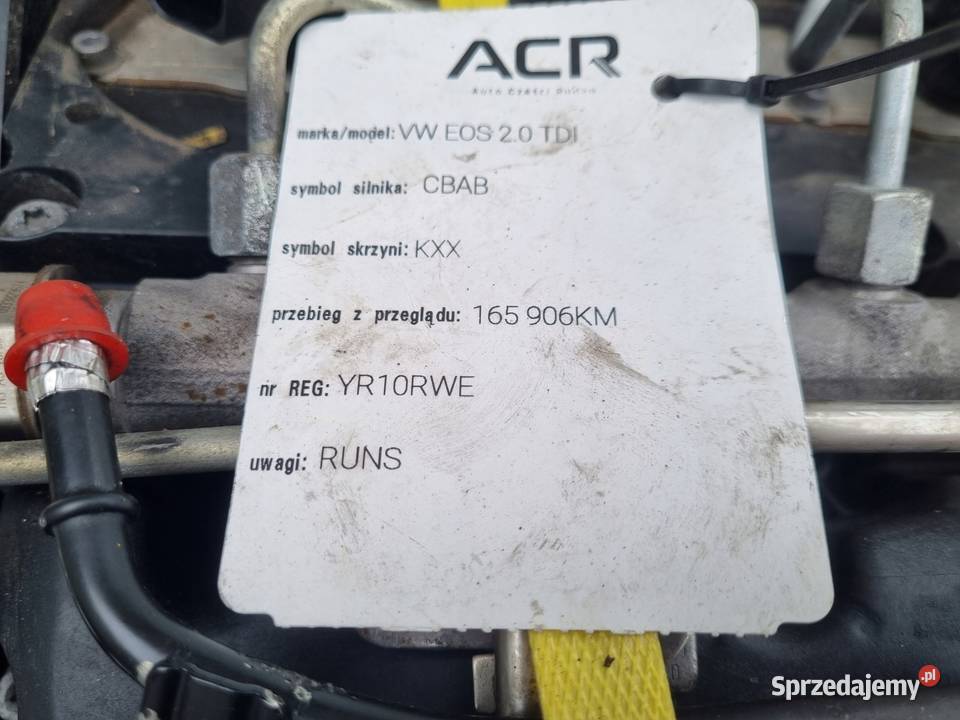 ACR
marka/model: VW EOS 2.0 TDI
symbol silnika: CBAB
symbol skrzyni: KXX
przebieg z przeglądu: 165 906KM
nr REG: YR10RWE
uwagi: RUNS
Sprzedajemy.pl